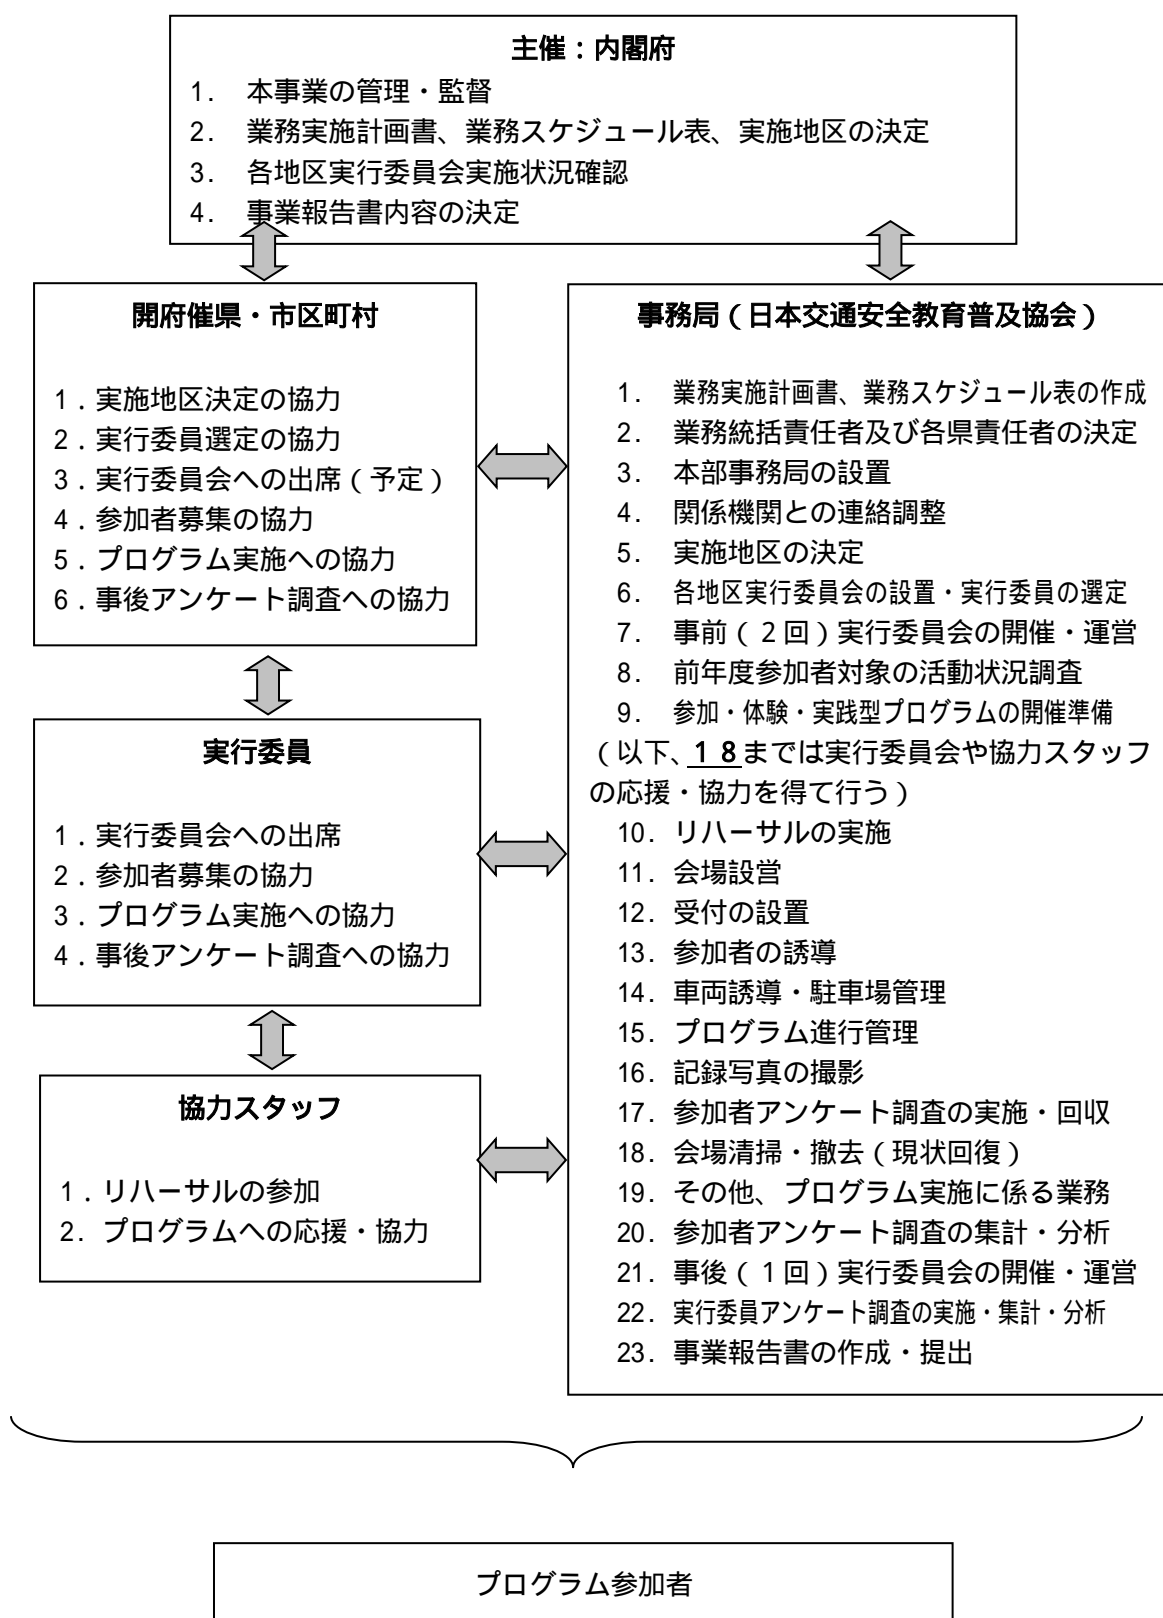 主催：内閣府
1. 本事業の管理・監督
2. 業務実施計画書、業務スケジュール表、実施地区の決定
3. 各地区実行委員会実施状況確認
4. 事業報告書内容の決定
開府催県・市区町村
1．実施地区決定の協力
2．実行委員選定の協力
3．実行委員会への出席（予定）
4．参加者募集の協力
5．プログラム実施への協力
6．事後アンケート調査への協力
実行委員
1．実行委員会への出席
2．参加者募集の協力
3．プログラム実施への協力
4．事後アンケート調査への協力
協力スタッフ
1．リハーサルの参加
2．プログラムへの応援・協力
事務局（日本交通安全教育普及協会）
1. 業務実施計画書、業務スケジュール表の作成
2. 業務統括責任者及び各県責任者の決定
3. 本部事務局の設置
4. 関係機関との連絡調整
5. 実施地区の決定
6. 各地区実行委員会の設置・実行委員の選定
7. 事前（２回）実行委員会の開催・運営
8. 前年度参加者対象の活動状況調査
9. 参加・体験・実践型プログラムの開催準備
（以下、１８までは実行委員会や協力スタッフ
の応援・協力を得て行う）
10. リハーサルの実施
11. 会場設営
12. 受付の設置
13. 参加者の誘導
14. 車両誘導・駐車場管理
15. プログラム進行管理
16. 記録写真の撮影
17. 参加者アンケート調査の実施・回収
18. 会場清掃・撤去（現状回復）
19. その他、プログラム実施に係る業務
20. 参加者アンケート調査の集計・分析
21. 事後（１回）実行委員会の開催・運営
22. 実行委員アンケート調査の実施・集計・分析
23. 事業報告書の作成・提出
プログラム参加者